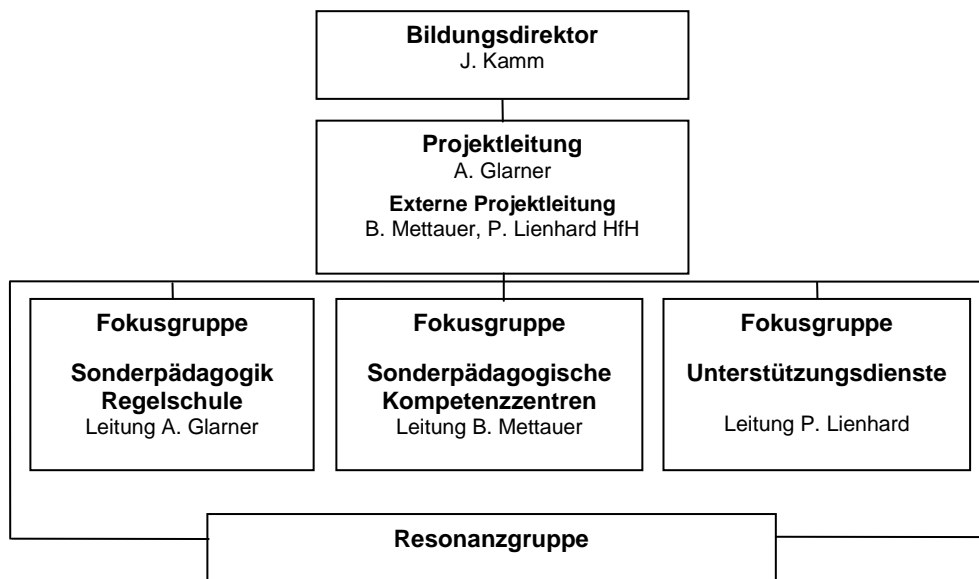 Bildungsdirektor
J. Kamm
Projektleitung
A. Glarner
Externe Projektleitung
B. Mettauer, P. Lienhard HfH
Fokusgruppe
Sonderpädagogik
Regelschule
Leitung A. Glarner
Fokusgruppe
Sonderpädagogische
Kompetenzzentren
Leitung B. Mettauer
Fokusgruppe
Unterstützungsdienste
Leitung P. Lienhard
Resonanzgruppe